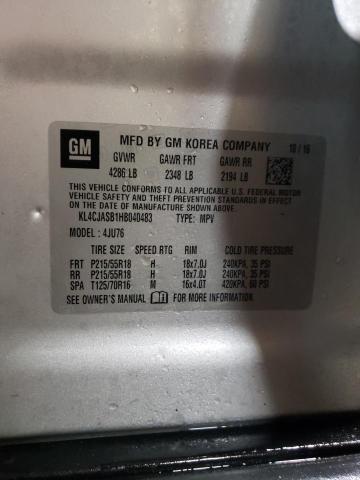 GM
MFD BY GM KOREA COMPANY 10/16
GVWR GAWR FRT GAWR RR
4286 LB 2348 LB 2194 LB
THIS VEHICLE CONFORMS TO ALL APPLICABLE U.S. FEDERAL MOTOR
VEHICLE SAFETY, BUMPER, AND THEFT PREVENTION STANDARDS
IN EFFECT ON THE DATE OF MANUFACTURE SHOWN ABOVE.
KL4CJASB1HB040483 TYPE: MPV
MODEL: 4JU76
TIRE SIZE SPEED RTG RIM COLD TIRE PRESSURE
FRT P215/55R18 H 18x7.0J 240KPA, 35 PSI
RR P215/55R18 H 18x7.0J 240KPA, 35 PSI
SPA T125/70R16 M 16x4.0T 420KPA, 60 PSI
SEE OWNER'S MANUAL FOR MORE INFORMATION.